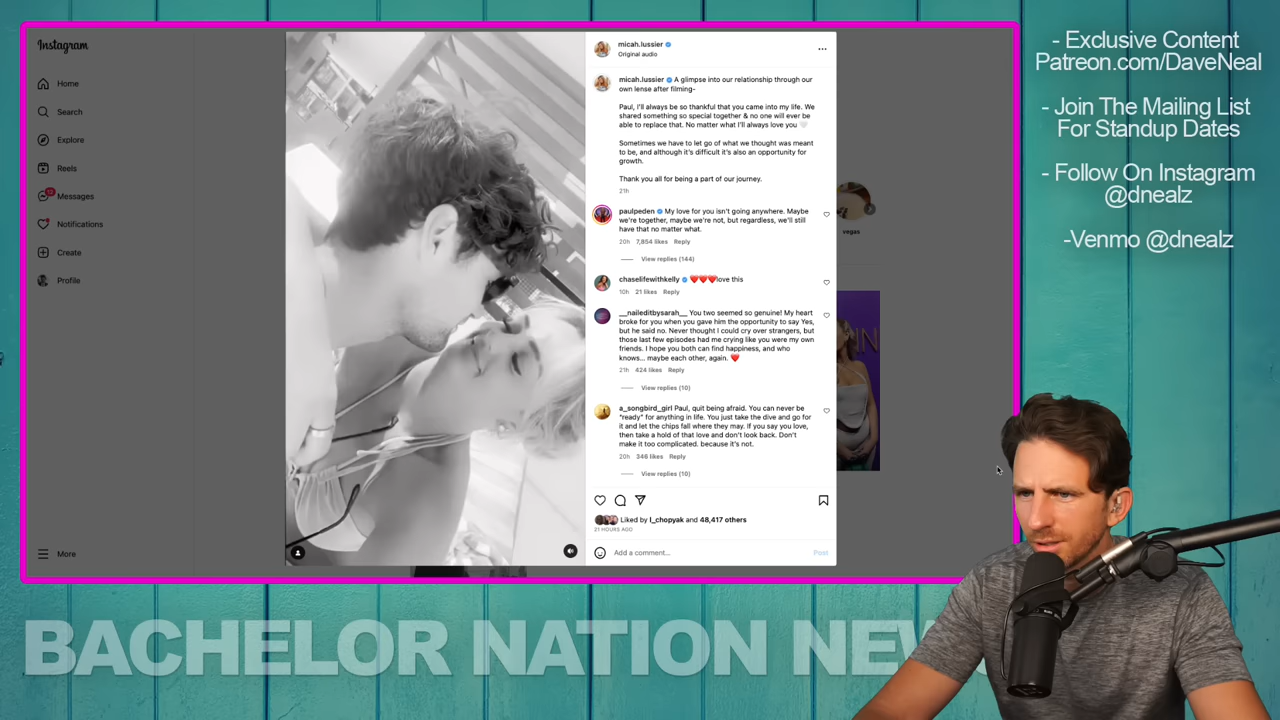 Instagram
Home
Search
Explore
Reels
Messages
Notifications
Create
Profile
More
micah.lussier
Original audio
micah.lussier A glimpse into our relationship through our
own lense after filming-
Paul, I'll always be so thankful that you came into my life. We
shared something so special together & no one will ever be
able to replace that. No matter what I'll always love you 🤍
Sometimes we have to let go of what we thought was meant
to be, and although it's difficult it's also an opportunity for
growth.
Thank you all for being a part of our journey.
21h
paulpeden My love for you isn't going anywhere. Maybe
we're together, maybe we're not, but regardless, we'll still
have that no matter what.
20h 7,854 likes Reply
View replies (144)
chaselifewithkelly ❤️❤️❤️love this
10h 21 likes Reply
__naileditbysarah__ You two seemed so genuine! My heart
broke for you when you gave him the opportunity to say Yes,
but he said no. Never thought I could cry over strangers, but
those last few episodes had me crying like you were my own
friends. I hope you both can find happiness, and who
knows... maybe each other, again. ❤️
21h 424 likes Reply
View replies (10)
a_songbird_girl Paul, quit being afraid. You can never be
"ready" for anything in life. You just take the dive and go for
it and let the chips fall where they may. If you say you love,
then take a hold of that love and don't look back. Don't
make it too complicated. because it's not.
20h 346 likes Reply
View replies (10)
Liked by l_chopyak and 48,417 others
21 HOURS AGO
Add a comment...
Post
vegas
- Exclusive Content
Patreon.com/DaveNeal
- Join The Mailing List
For Standup Dates
- Follow On Instagram
@dnealz
-Venmo @dnealz
BACHELOR NATION NEW